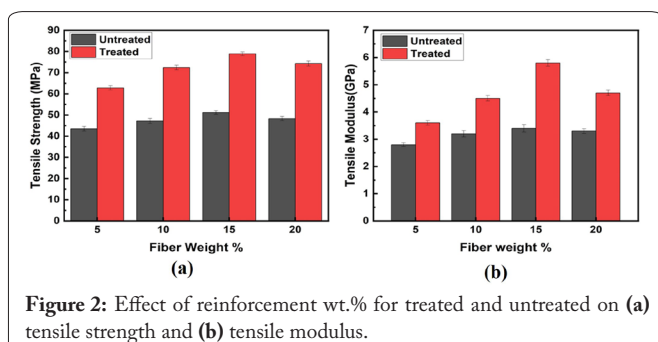 90
80
70
60
50
40
30
20
10
0
Tensile Strength (MPa)
Untreated
Treated
5 10 15 20
Fiber Weight %
(a)
7
6
5
4
3
2
1
0
Tensile Modulus(GPa)
Untreated
Treated
5 10 15 20
Fiber weight %
(b)
Figure 2: Effect of reinforcement wt.% for treated and untreated on (a)
tensile strength and (b) tensile modulus.